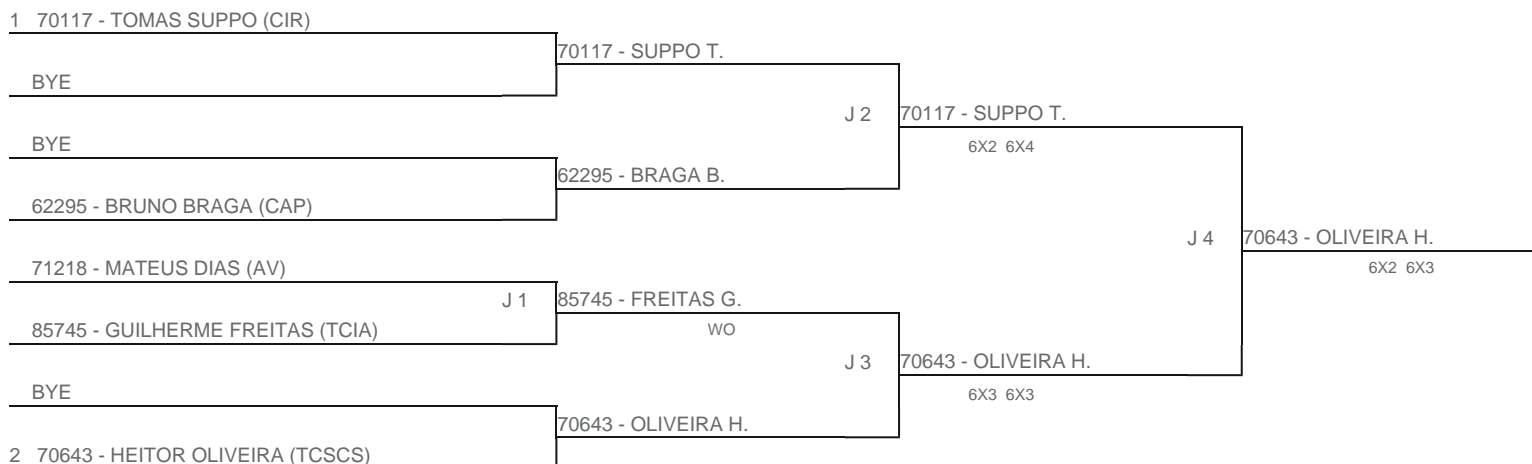 1 70117 - TOMAS SUPPO (CIR)
70117 - SUPPO T.
BYE
J 2 70117 - SUPPO T.
6X2 6X4
BYE
62295 - BRAGA B.
62295 - BRUNO BRAGA (CAP)
J 4 70643 - OLIVEIRA H.
6X2 6X3
71218 - MATEUS DIAS (AV)
J 1 85745 - FREITAS G.
WO
85745 - GUILHERME FREITAS (TCIA)
J 3 70643 - OLIVEIRA H.
6X3 6X3
BYE
70643 - OLIVEIRA H.
2 70643 - HEITOR OLIVEIRA (TCSCS)